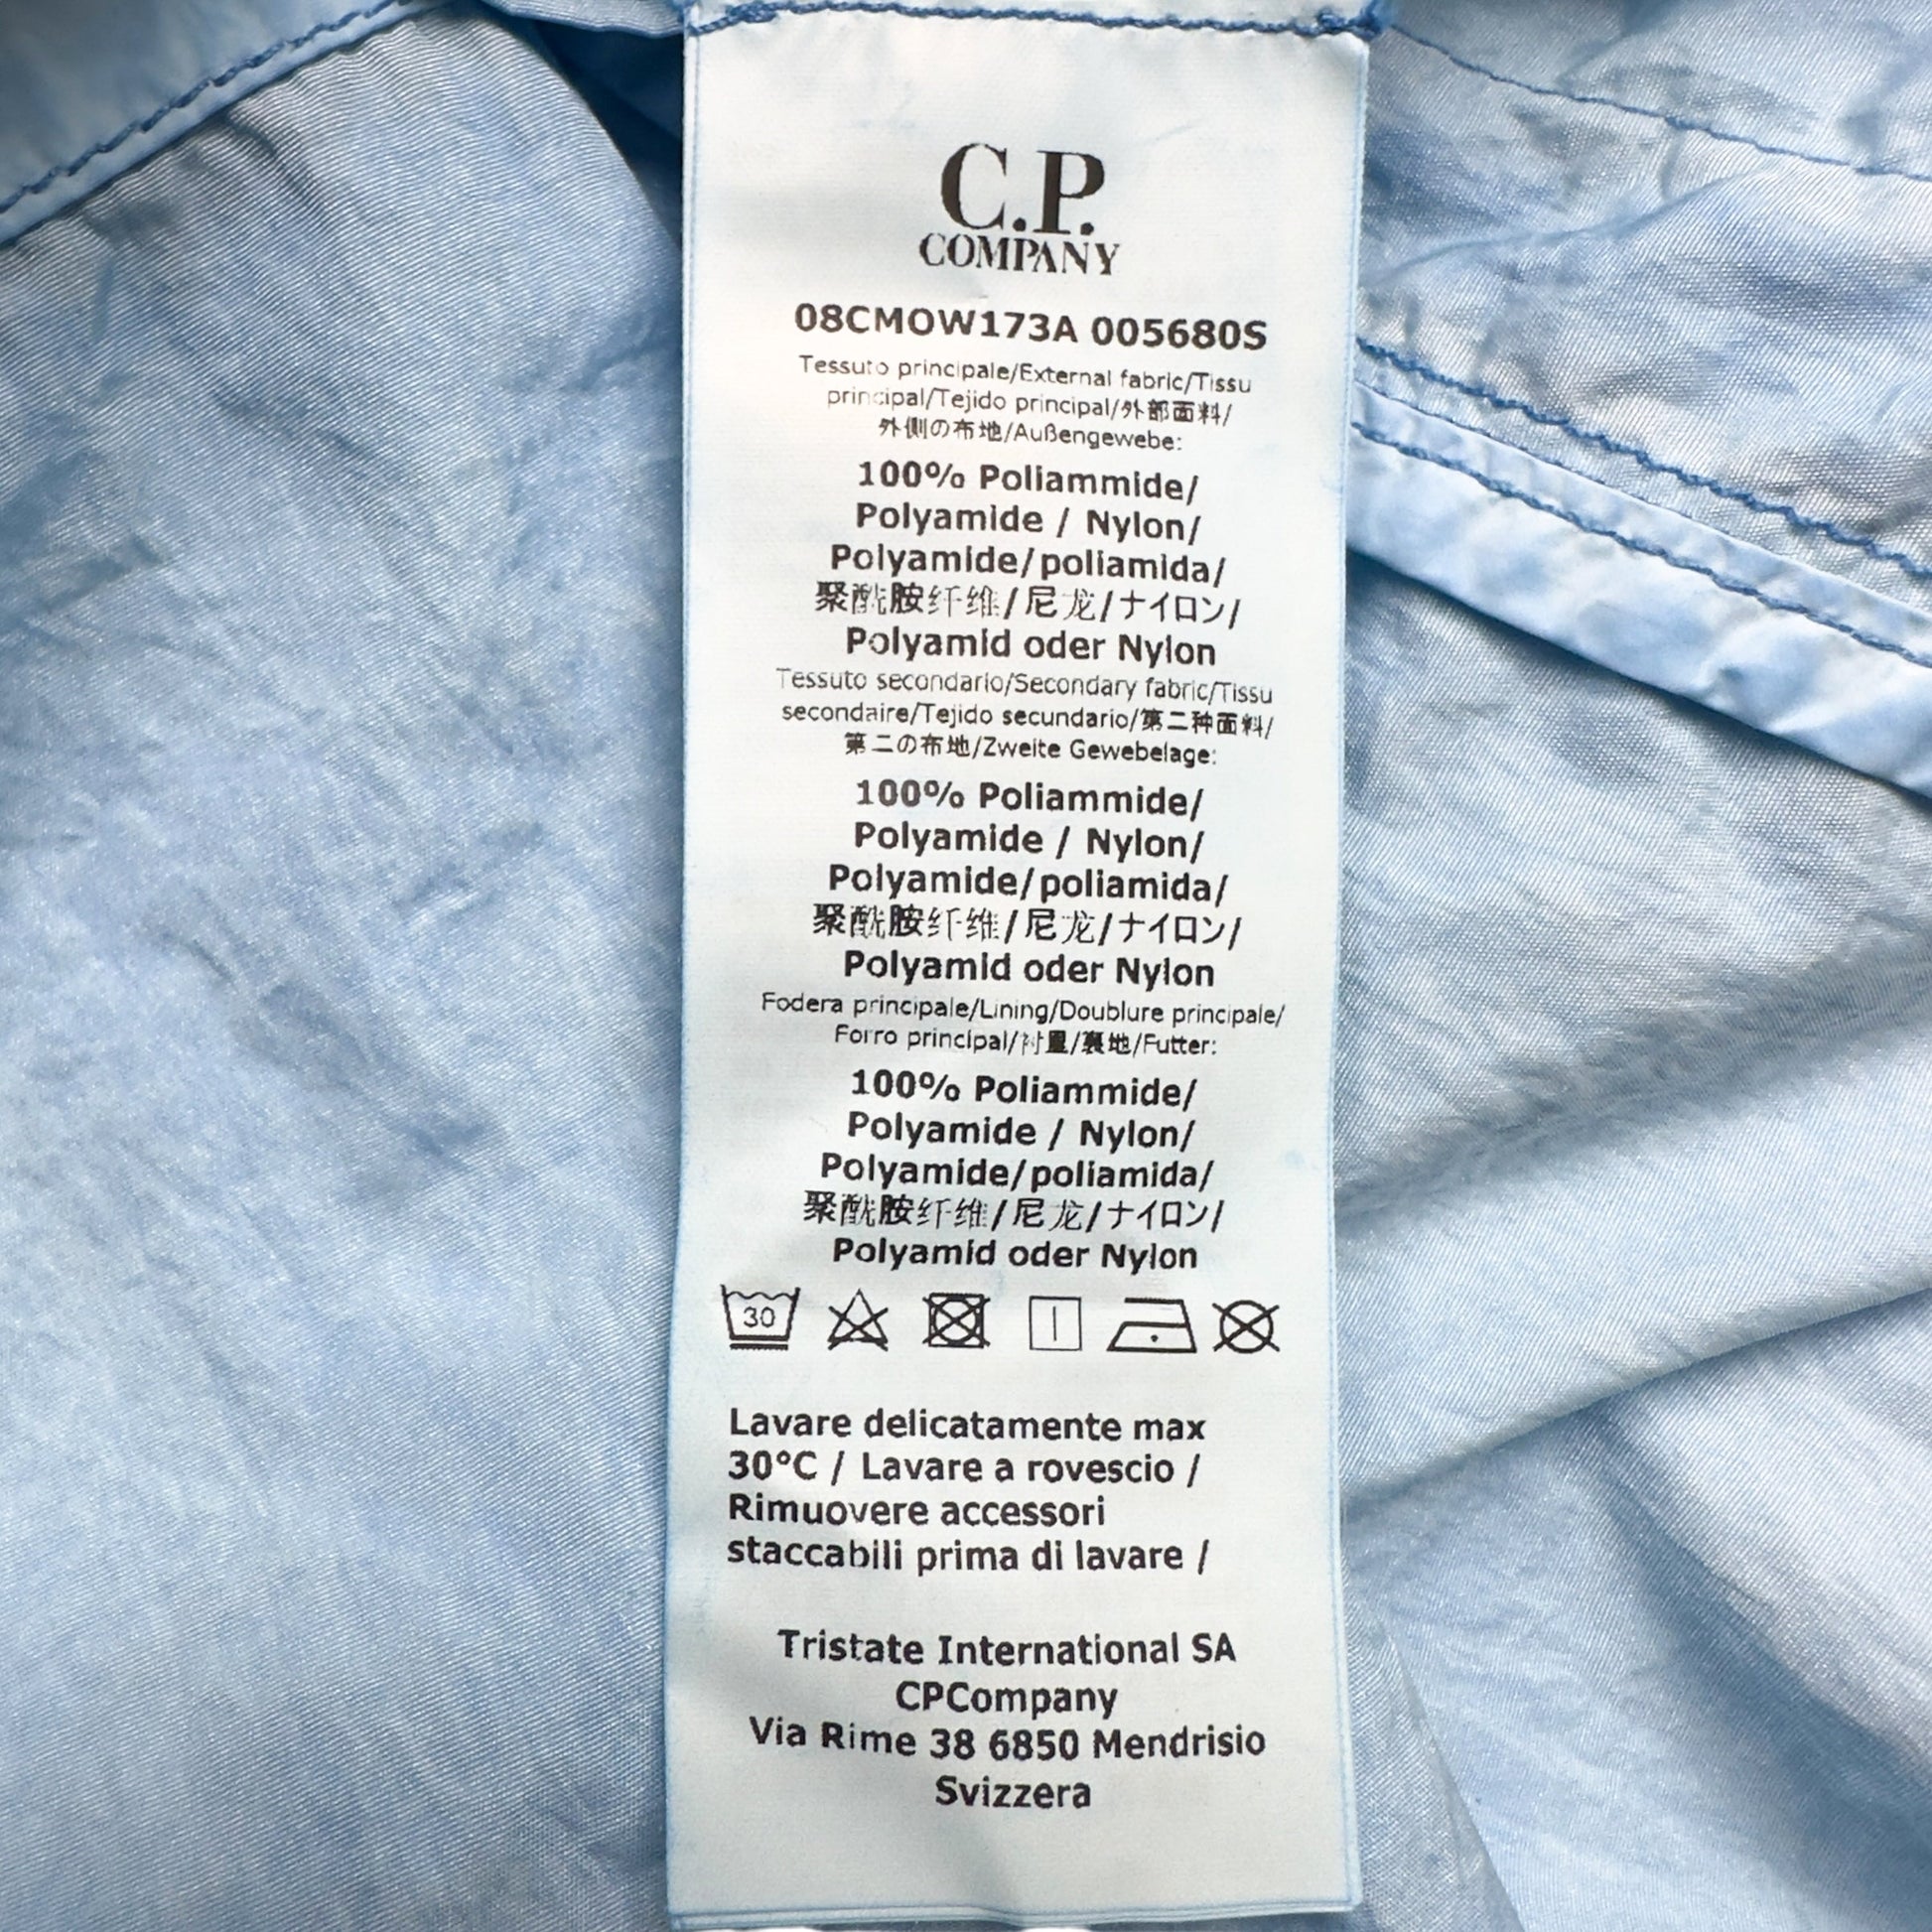 C.P.
COMPANY
08CMOW173A 005680S
Tessuto principale/External fabric/Tissu
principal/Tejido principal/外部面料/
外側の布地/Außengewebe:
100% Poliammide/
Polyamide / Nylon/
Polyamide/poliamida/
聚酰胺纤维/尼龙/ナイロン/
Polyamid oder Nylon
Tessuto secondario/Secondary fabric/Tissu
secondaire/Tejido secundario/第二种面料/
第二の布地/Zweite Gewebelage:
100% Poliammide/
Polyamide / Nylon/
Polyamide/poliamida/
聚酰胺纤维/尼龙/ナイロン/
Polyamid oder Nylon
Fodera principale/Lining/Doublure principale/
Forro principal/衬里/裏地/Futter:
100% Poliammide/
Polyamide / Nylon/
Polyamide/poliamida/
聚酰胺纤维/尼龙/ナイロン/
Polyamid oder Nylon
30
Lavare delicatamente max
30°C / Lavare a rovescio /
Rimuovere accessori
staccabili prima di lavare /
Tristate International SA
CPCompany
Via Rime 38 6850 Mendrisio
Svizzera